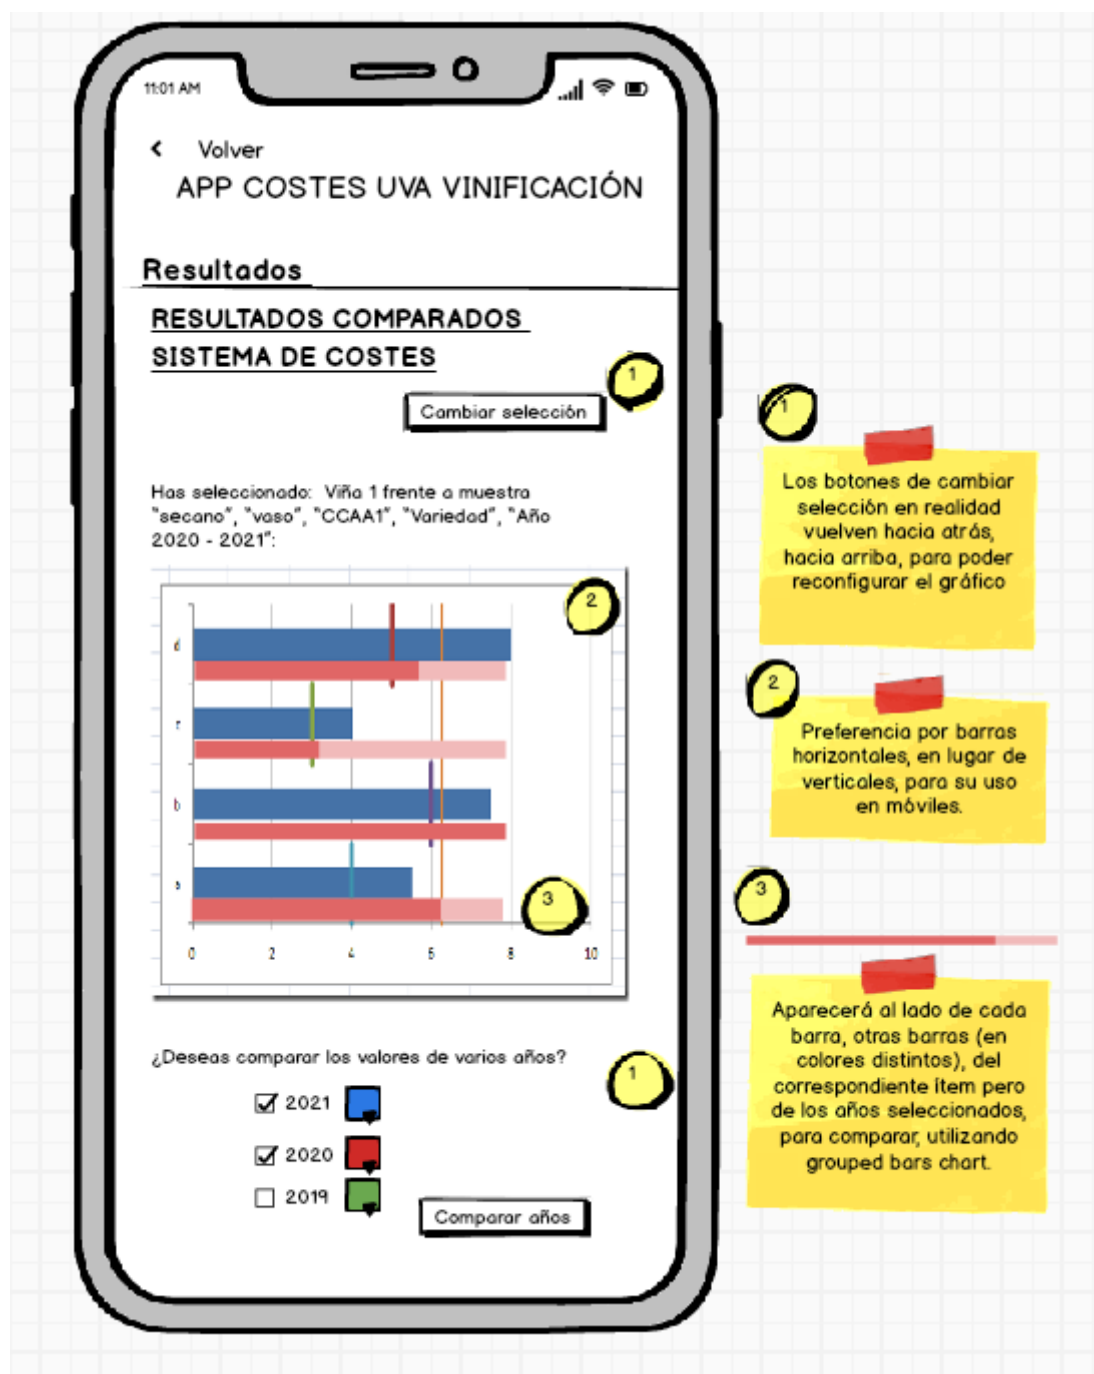 11:01 AM
Volver
APP COSTES UVA VINIFICACIÓN
Resultados
RESULTADOS COMPARADOS
SISTEMA DE COSTES
1
Cambiar selección
Has seleccionado: Viña 1 frente a muestra
"secano", "vaso", "CCAA1", "Variedad", "Año
2020 - 2021":
2
d
r
b
3
0 2 4 6 8 10
¿Deseas comparar los valores de varios años?
1
2021
2020
2019
Comparar años
1
Los botones de cambiar
selección en realidad
vuelven hacia atrás,
hacia arriba, para poder
reconfigurar el gráfico
2
Preferencia por barras
horizontales, en lugar de
verticales, para su uso
en móviles.
3
Aparecerá al lado de cada
barra, otras barras (en
colores distintos), del
correspondiente ítem pero
de los años seleccionados,
para comparar, utilizando
grouped bars chart.